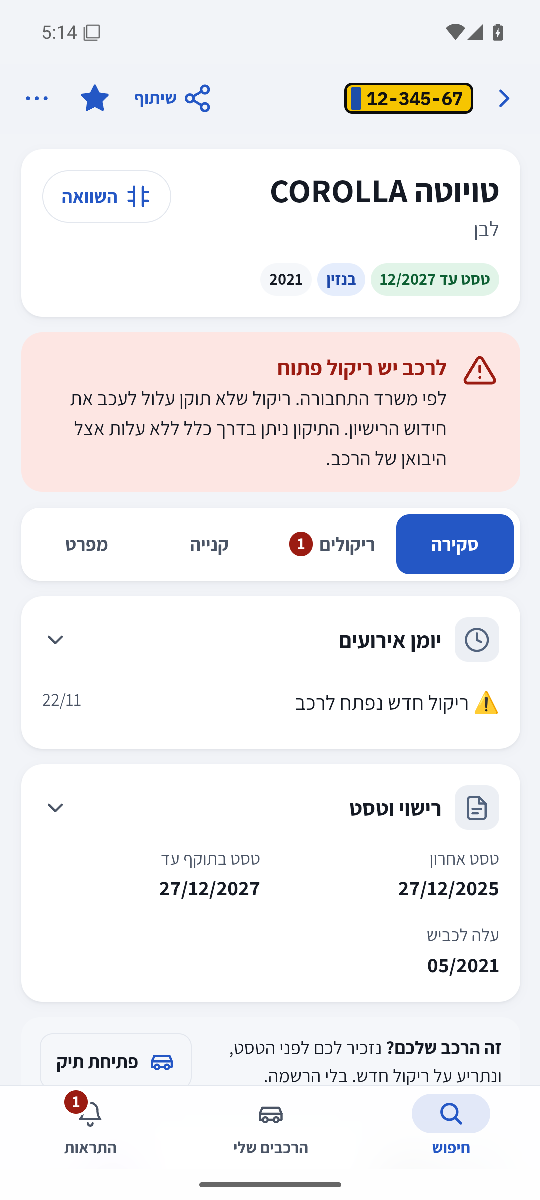 5:14
12-345-67
שיתוף
טויוטה COROLLA
השוואה
לבן
טסט עד 12/2027
בנזין
2021
לרכב יש ריקול פתוח
לפי משרד התחבורה. ריקול שלא תוקן עלול לעכב את
חידוש הרישיון. התיקון ניתן בדרך כלל ללא עלות אצל
היבואן של הרכב.
סקירה
ריקולים 1
קנייה
מפרט
יומן אירועים
⚠️ ריקול חדש נפתח לרכב
22/11
רישוי וטסט
טסט אחרון
27/12/2025
טסט בתוקף עד
27/12/2027
עלה לכביש
05/2021
זה הרכב שלכם? נזכיר לכם לפני הטסט,
ונתריע על ריקול חדש. בלי הרשמה.
פתיחת תיק
חיפוש
הרכבים שלי
1
התראות